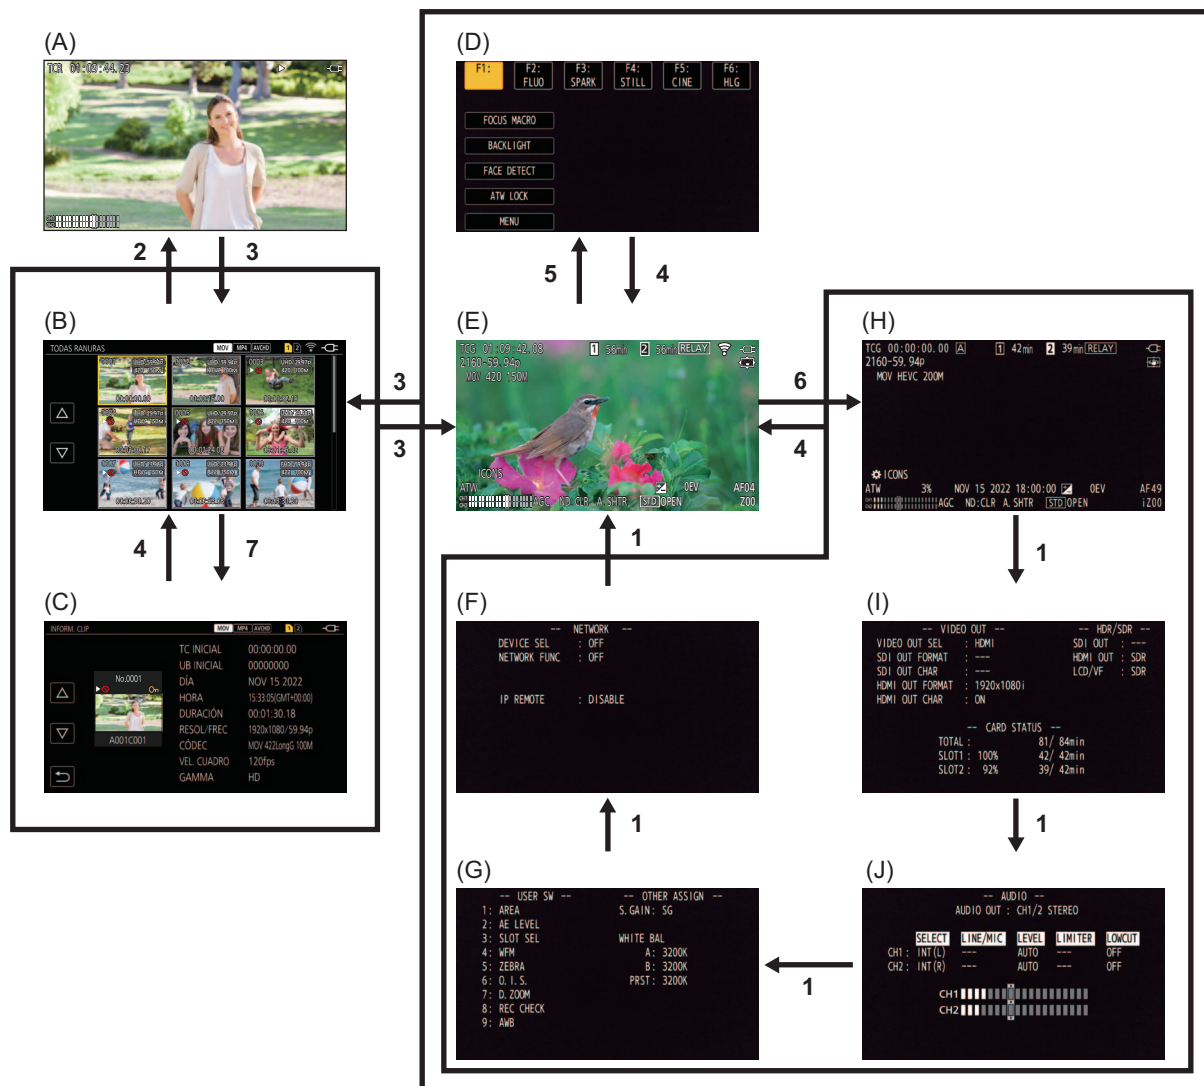 (A)
TCR 01:09:44.23
2
3
(B)
TODAS RANURAS MOV MP4 AVCHD 1 2
3
3
4
7
(C)
INFORM. CLIP MOV MP4 AVCHD 1 2
No.0001
A001C001
TC INICIAL 00:00:00.00
UB INICIAL 00000000
DÍA NOV 15 2022
HORA 15:33:05(GMT+00:00)
DURACIÓN 00:01:30.18
RESOL/FREC 1920x1080/59.94p
CÓDEC MOV 422LongG 100M
VEL. CUADRO 120fps
GAMMA HD
(D)
F1: F2: F3: F4: F5: F6:
FLUO SPARK STILL CINE HLG
FOCUS MACRO
BACKLIGHT
FACE DETECT
ATW LOCK
MENU
5
4
(E)
TCG 01:09:42.08 1 56min 2 56min RELAY
2160-59.94p
MOV 420 150M
ICONS
ATW 0EV AF04
AGC ND:CLR A.SHTR STD OPEN Z00
6
4
1
(H)
TCG 00:00:00.00 A 1 42min 2 39min RELAY
2160-59.94p
MOV HEVC 200M
ICONS
ATW 3% NOV 15 2022 18:00:00 0EV AF49
AGC ND:CLR A.SHTR STD OPEN iZ00
1
(F)
-- NETWORK --
DEVICE SEL : OFF
NETWORK FUNC : OFF
IP REMOTE : DISABLE
1
(I)
-- VIDEO OUT -- -- HDR/SDR --
VIDEO OUT SEL : HDMI SDI OUT : ---
SDI OUT FORMAT : --- HDMI OUT : SDR
SDI OUT CHAR : --- LCD/VF : SDR
HDMI OUT FORMAT : 1920x1080i
HDMI OUT CHAR : ON
-- CARD STATUS --
TOTAL : 81/ 84min
SLOT1 : 100% 42/ 42min
SLOT2 : 92% 39/ 42min
1
(G)
-- USER SW -- -- OTHER ASSIGN --
1: AREA S.GAIN: SG
2: AE LEVEL
3: SLOT SEL WHITE BAL
4: WFM A: 3200K
5: ZEBRA B: 3200K
6: O.I.S. PRST: 3200K
7: D.ZOOM
8: REC CHECK
9: AWB
1
(J)
-- AUDIO --
AUDIO OUT : CH1/2 STEREO
SELECT LINE/MIC LEVEL LIMITER LOWCUT
CH1 : INT(L) --- AUTO --- OFF
CH2 : INT(R) --- AUTO --- OFF
CH1
CH2